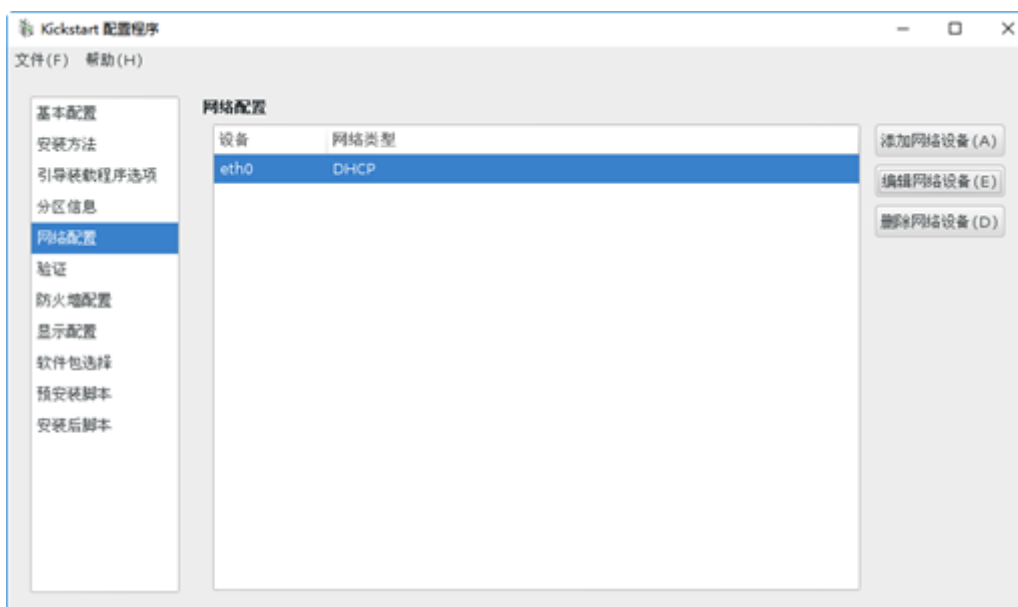 Kickstart 配置程序
文件(F) 帮助(H)
基本配置
安装方法
引导装载程序选项
分区信息
网络配置
验证
防火墙配置
显示配置
软件包选择
预安装脚本
安装后脚本
网络配置
设备 网络类型
eth0 DHCP
添加网络设备(A)
编辑网络设备(E)
删除网络设备(D)